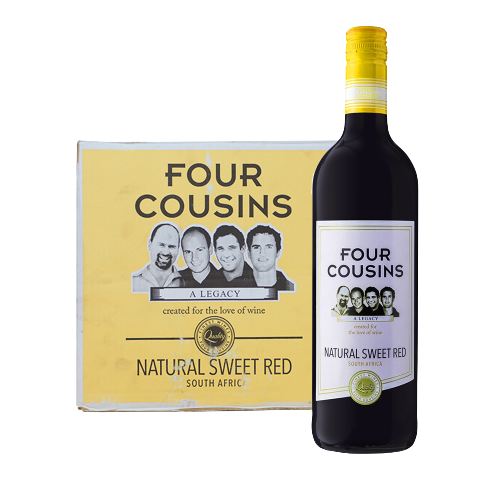 FOUR
COUSINS
A LEGACY
created for the love of wine
NATURAL SWEET RED
SOUTH AFRICA
FOUR
COUSINS
A LEGACY
created for
the love of wine
NATURAL SWEET RED
SOUTH AFRICA